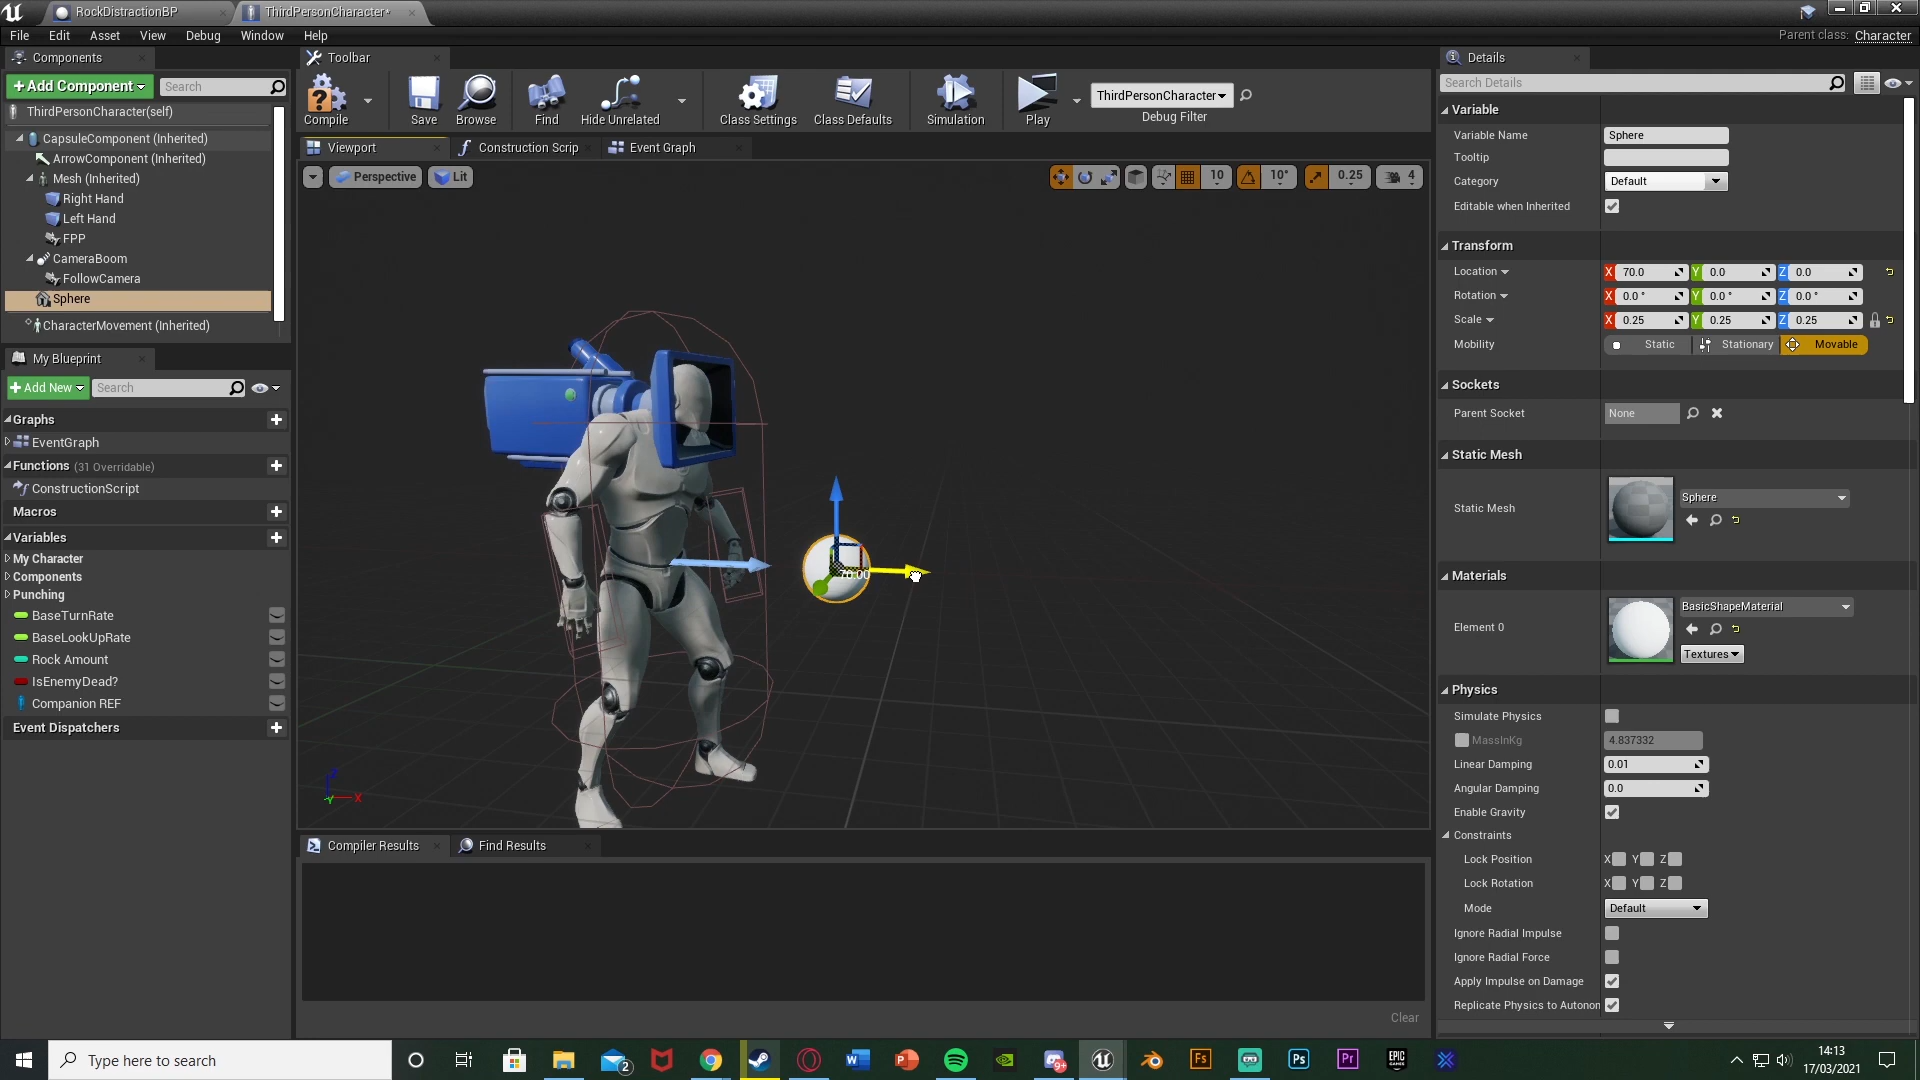 RockDistractionBP
ThirdPersonCharacter*
File Edit Asset View Debug Window Help
Parent class: Character
Components
+Add Component
Search
ThirdPersonCharacter(self)
CapsuleComponent (Inherited)
ArrowComponent (Inherited)
Mesh (Inherited)
Right Hand
Left Hand
FPP
CameraBoom
FollowCamera
Sphere
CharacterMovement (Inherited)
My Blueprint
+Add New
Search
Graphs
EventGraph
Functions (31 Overridable)
ConstructionScript
Macros
Variables
My Character
Components
Punching
BaseTurnRate
BaseLookUpRate
Rock Amount
IsEnemyDead?
Companion REF
Event Dispatchers
Toolbar
Compile
Save
Browse
Find
Hide Unrelated
Class Settings
Class Defaults
Simulation
Play
ThirdPersonCharacter
Debug Filter
Viewport
Construction Scrip
Event Graph
Perspective
Lit
10
10°
0.25
4
70.00
Z
Y
X
Compiler Results
Find Results
Clear
Details
Search Details
Variable
Variable Name Sphere
Tooltip
Category Default
Editable when Inherited
Transform
Location X 70.0 Y 0.0 Z 0.0
Rotation X 0.0 ° Y 0.0 ° Z 0.0 °
Scale X 0.25 Y 0.25 Z 0.25
Mobility Static Stationary Movable
Sockets
Parent Socket None
Static Mesh
Static Mesh Sphere
Materials
Element 0 BasicShapeMaterial
Textures
Physics
Simulate Physics
MassInKg 4.837332
Linear Damping 0.01
Angular Damping 0.0
Enable Gravity
Constraints
Lock Position X Y Z
Lock Rotation X Y Z
Mode Default
Ignore Radial Impulse
Ignore Radial Force
Apply Impulse on Damage
Replicate Physics to Autonon
Type here to search
2
W
P
9+
Fs
Ps
Pr
EPIC GAMES
14:13
17/03/2021